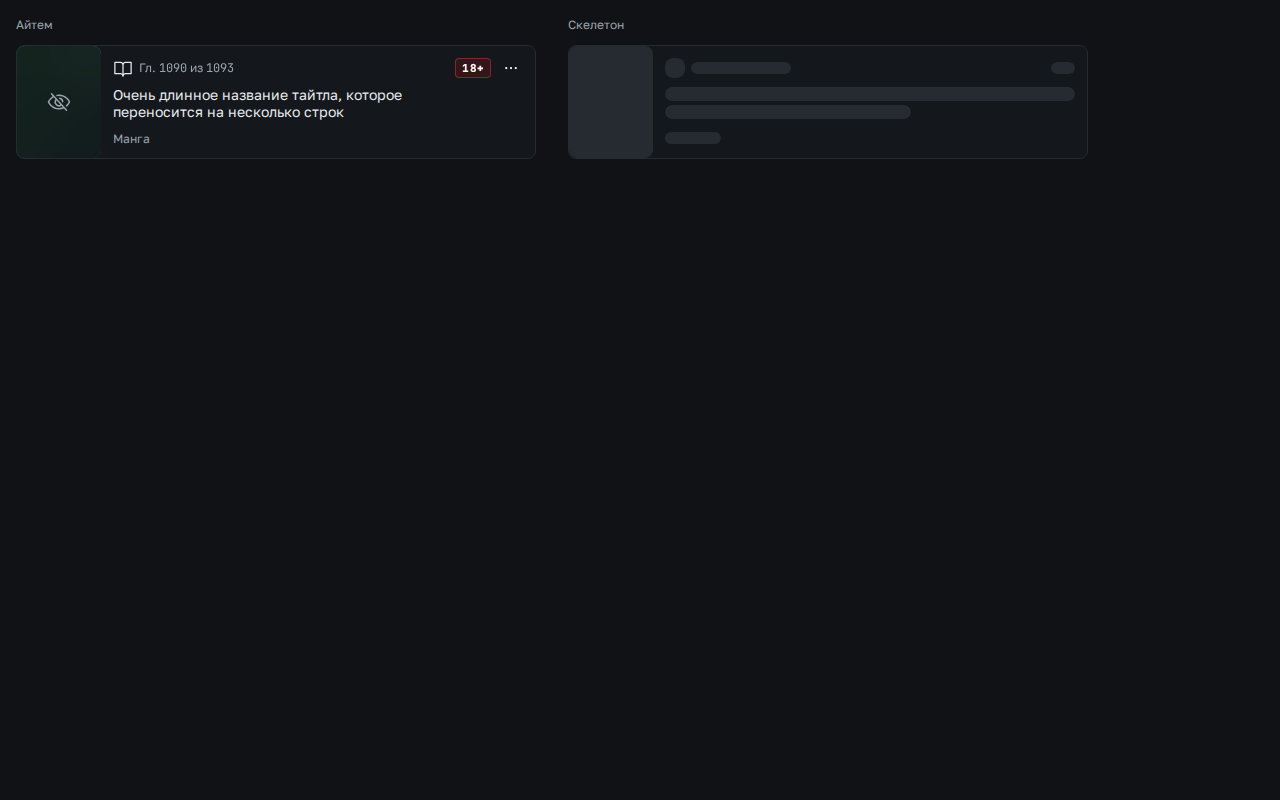 Айтем
Скелетон
Гл. 1090 из 1093
18+
Очень длинное название тайтла, которое
переносится на несколько строк
Манга